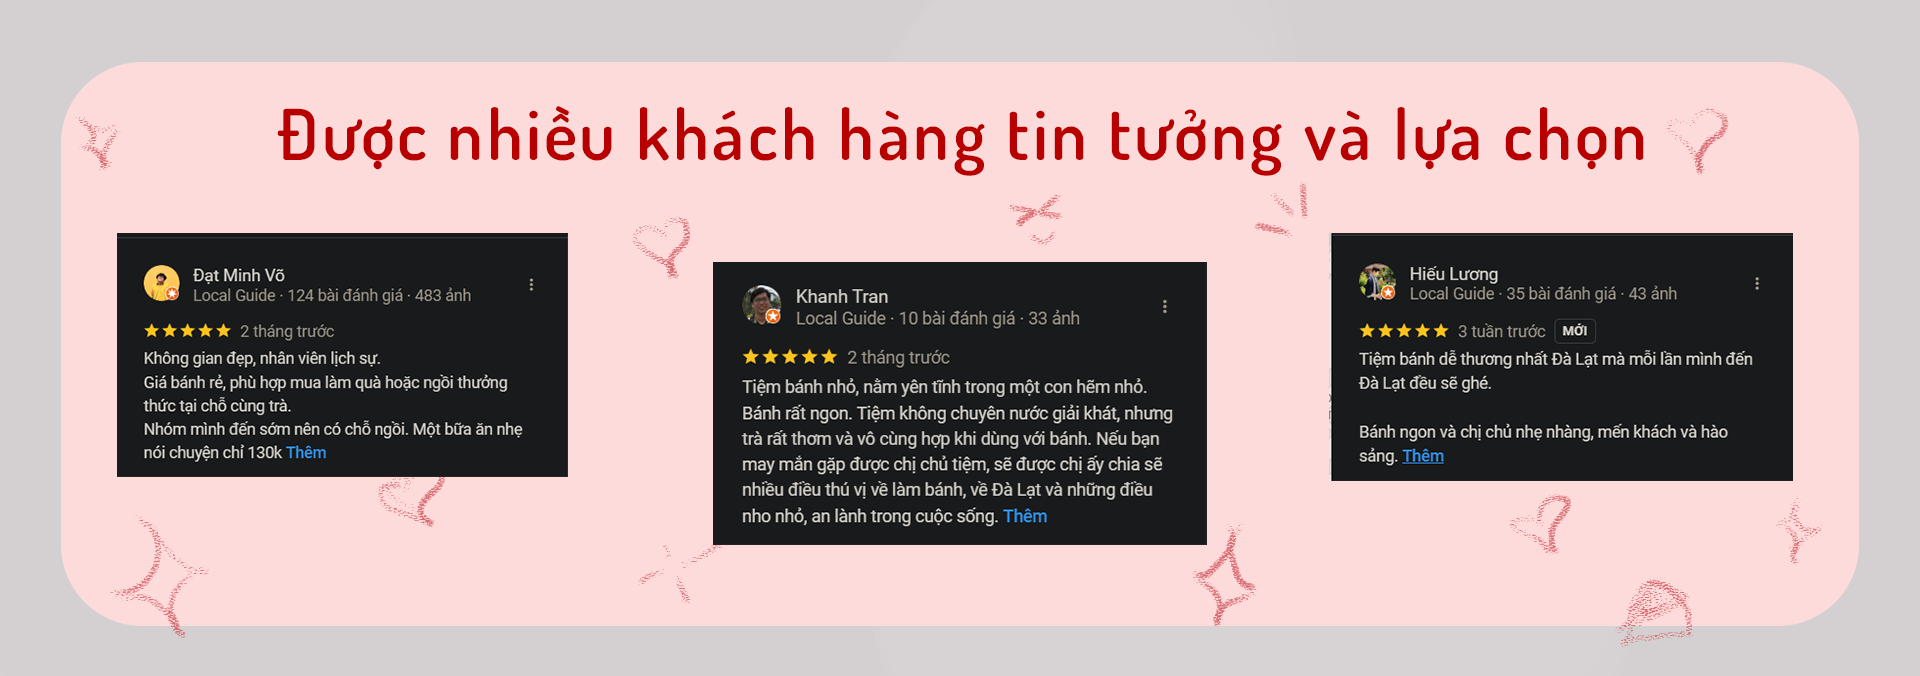 Được nhiều khách hàng tin tưởng và lựa chọn
Đạt Minh Võ
Local Guide · 124 bài đánh giá · 483 ảnh
2 tháng trước
Không gian đẹp, nhân viên lịch sự.
Giá bánh rẻ, phù hợp mua làm quà hoặc ngồi thưởng
thức tại chỗ cùng trà.
Nhóm mình đến sớm nên có chỗ ngồi. Một bữa ăn nhẹ
nói chuyện chỉ 130k Thêm
Khanh Tran
Local Guide · 10 bài đánh giá · 33 ảnh
2 tháng trước
Tiệm bánh nhỏ, nằm yên tĩnh trong một con hẽm nhỏ.
Bánh rất ngon. Tiệm không chuyên nước giải khát, nhưng
trà rất thơm và vô cùng hợp khi dùng với bánh. Nếu bạn
may mắn gặp được chị chủ tiệm, sẽ được chị ấy chia sẽ
nhiều điều thú vị về làm bánh, về Đà Lạt và những điều
nho nhỏ, an lành trong cuộc sống. Thêm
Hiếu Lương
Local Guide · 35 bài đánh giá · 43 ảnh
3 tuần trước MỚI
Tiệm bánh dễ thương nhất Đà Lạt mà mỗi lần mình đến
Đà Lạt đều sẽ ghé.
Bánh ngon và chị chủ nhẹ nhàng, mến khách và hào
sảng. Thêm